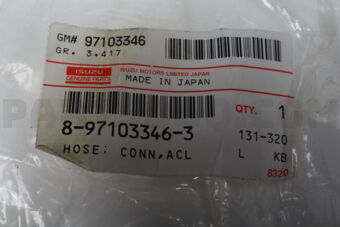 GM# 97103346
GR. 3.417
ISUZU
GENUINE PARTS
ISUZU MOTORS LIMITED JAPAN
MADE IN JAPAN
QTY. 1
8-97103346-3
131-320
HOSE: CONN,ACL
L KB
8320